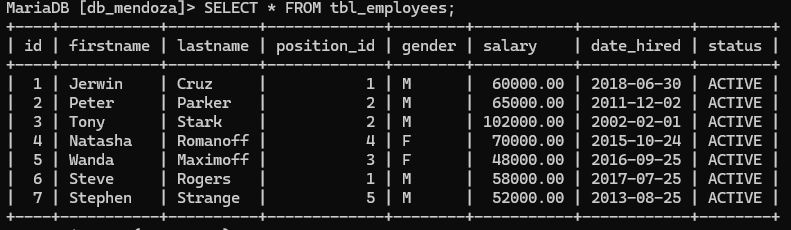 MariaDB [db_mendoza]> SELECT * FROM tbl_employees;
+----+-----------+----------+-------------+--------+-----------+------------+--------+
| id | firstname | lastname | position_id | gender | salary    | date_hired | status |
+----+-----------+----------+-------------+--------+-----------+------------+--------+
|  1 | Jerwin    | Cruz     |           1 | M      |  60000.00 | 2018-06-30 | ACTIVE |
|  2 | Peter     | Parker   |           2 | M      |  65000.00 | 2011-12-02 | ACTIVE |
|  3 | Tony      | Stark    |           2 | M      | 102000.00 | 2002-02-01 | ACTIVE |
|  4 | Natasha   | Romanoff |           4 | F      |  70000.00 | 2015-10-24 | ACTIVE |
|  5 | Wanda     | Maximoff |           3 | F      |  48000.00 | 2016-09-25 | ACTIVE |
|  6 | Steve     | Rogers   |           1 | M      |  58000.00 | 2017-07-25 | ACTIVE |
|  7 | Stephen   | Strange  |           5 | M      |  52000.00 | 2013-08-25 | ACTIVE |
+----+-----------+----------+-------------+--------+-----------+------------+--------+